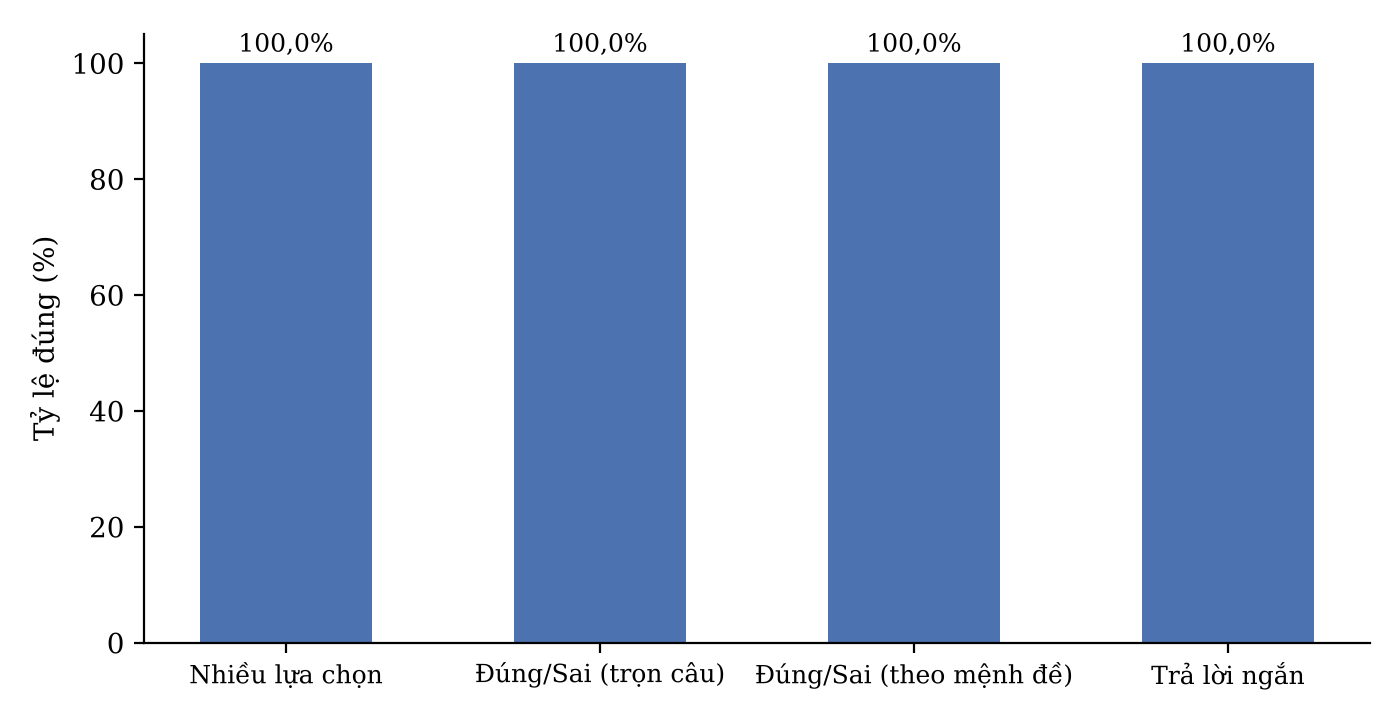 100,0% 100,0% 100,0% 100,0%
100
80
60
40
20
0
Tỷ lệ đúng (%)
Nhiều lựa chọn Đúng/Sai (trọn câu) Đúng/Sai (theo mệnh đề) Trả lời ngắn